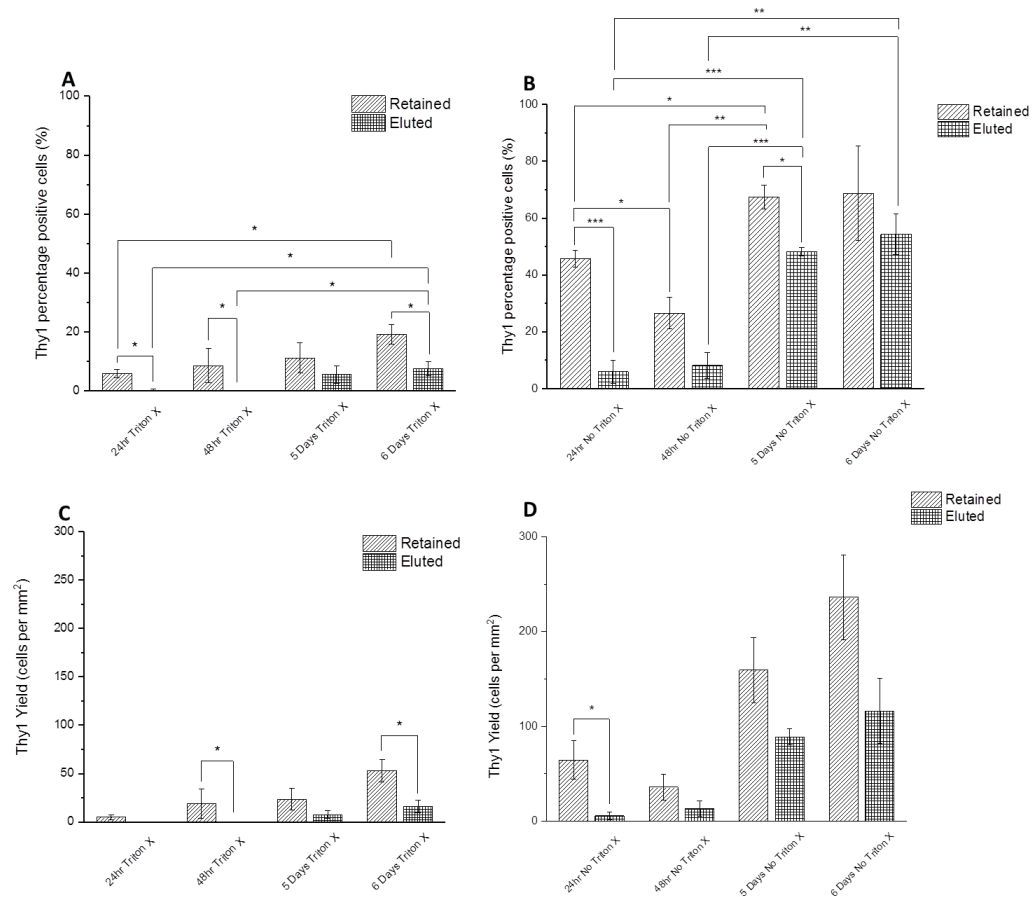 A
Retained
Eluted
Thy1 percentage positive cells (%)
100
80
60
40
20
0
*
*
*
*
*
*
24hr Triton X
48hr Triton X
5 Days Triton X
6 Days Triton X
B
Retained
Eluted
Thy1 percentage positive cells (%)
100
80
60
40
20
0
**
**
***
*
**
***
*
*
***
24hr No Triton X
48hr No Triton X
5 Days No Triton X
6 Days No Triton X
C
Retained
Eluted
Thy1 Yield (cells per mm²)
300
250
200
150
100
50
0
*
*
24hr Triton X
48hr Triton X
5 Days Triton X
6 Days Triton X
D
Retained
Eluted
Thy1 Yield (cells per mm²)
300
200
100
0
*
24hr No Triton X
48hr No Triton X
5 Days No Triton X
6 Days No Triton X